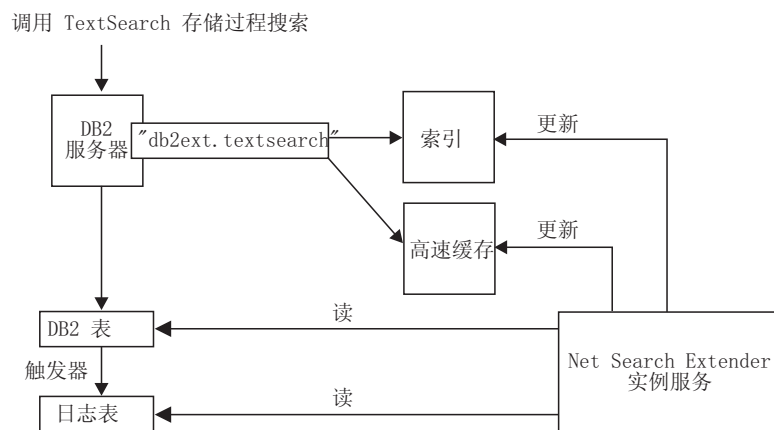 调用 TextSearch 存储过程搜索
DB2
服务器
"db2ext.textsearch"
索引
更新
高速缓存
更新
DB2 表
读
触发器
Net Search Extender
实例服务
日志表
读